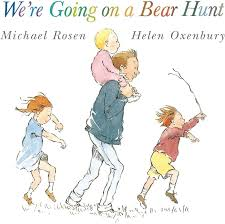 We're Going on a Bear Hunt
Michael Rosen Helen Oxenbury